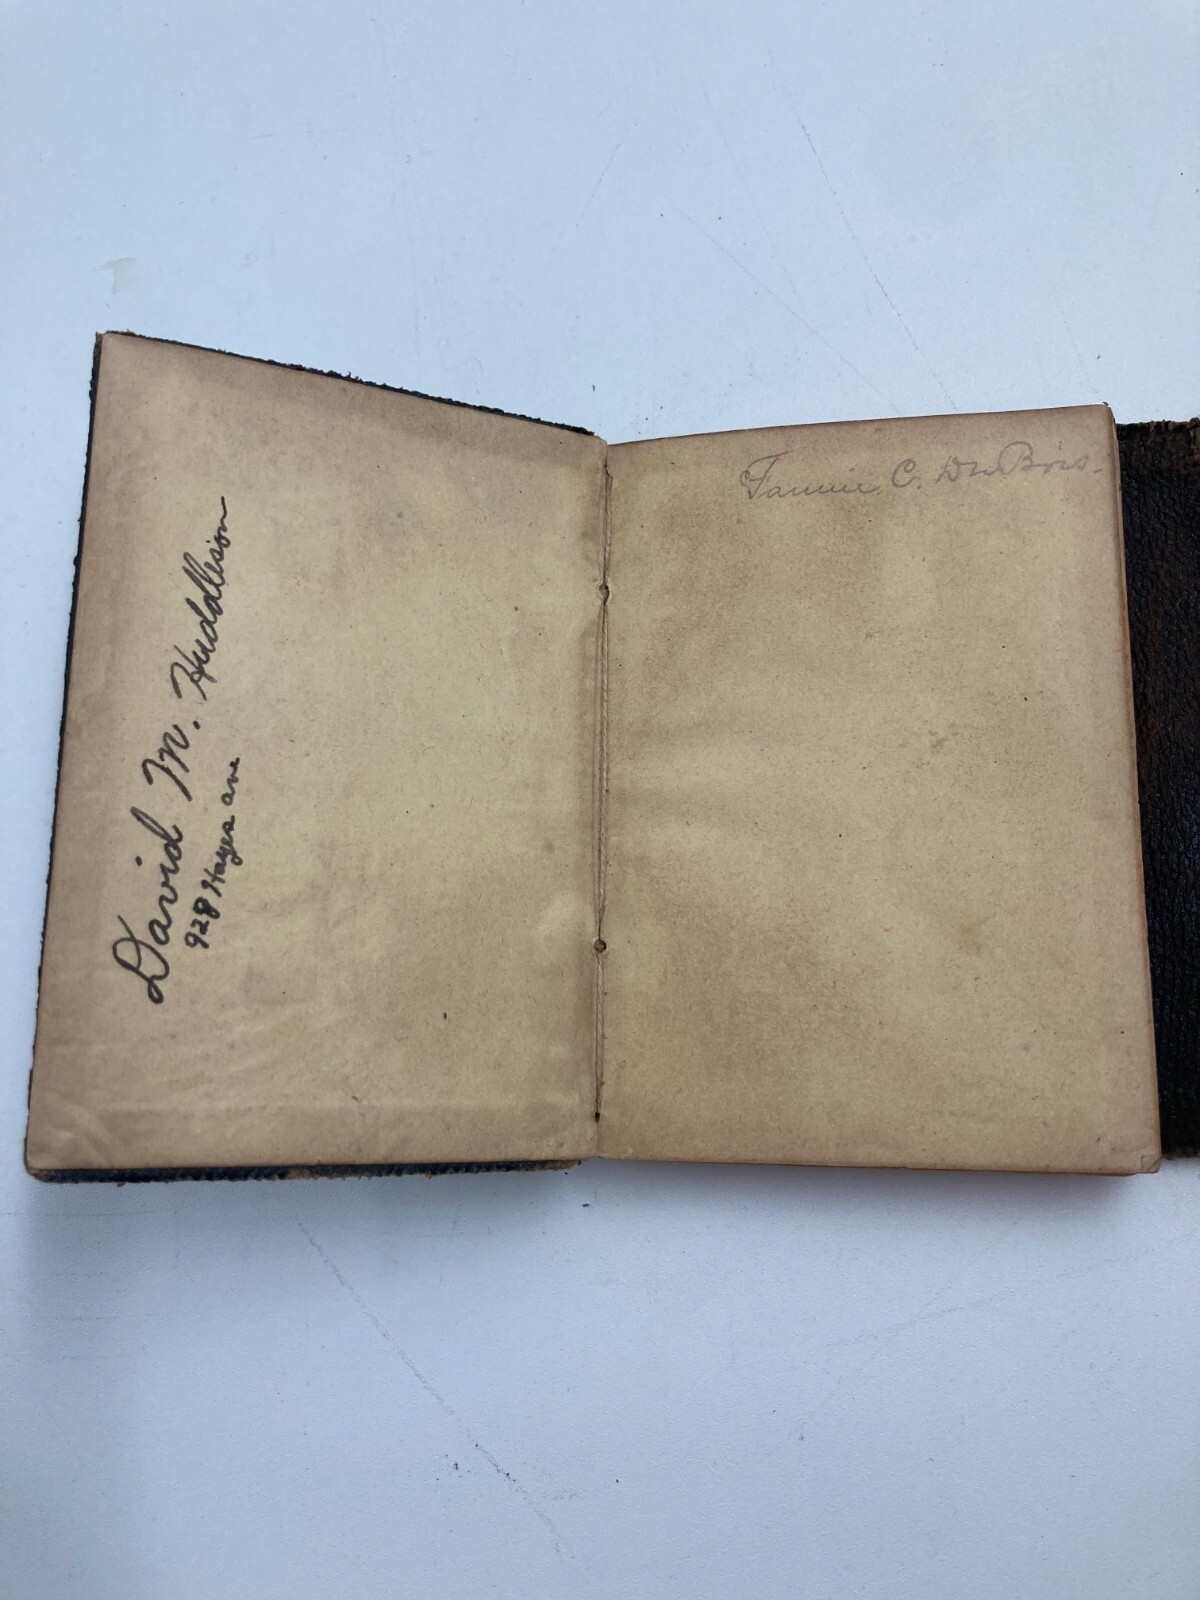 David M. Huddleson
928 Hayes ave
Fannie C. DuBois.